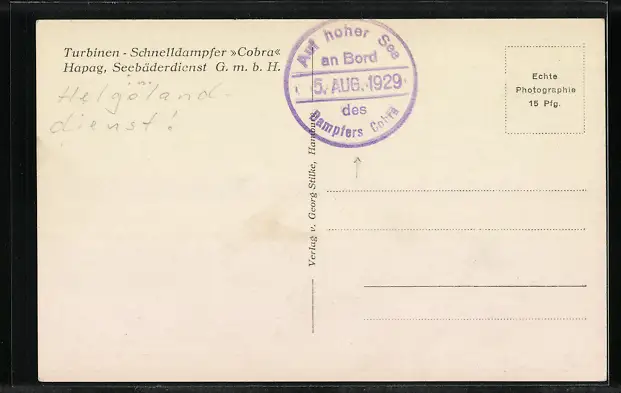 Turbinen - Schnelldampfer »Cobra«
Hapag, Seebäderdienst G. m. b. H.
Helgoland-
dienst!
Auf hoher See
an Bord
5. AUG. 1929
des
Dampfers Cobra
Echte
Photographie
15 Pfg.
Verlag v. Georg Stilke, Hamburg